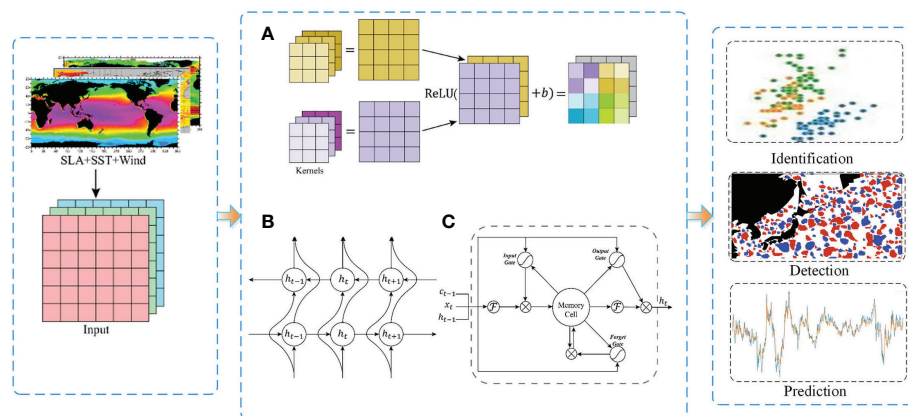 SLA+SST+Wind
Input
A
Kernels
ReLU(
+b)=
=
=
B
h_{t-1}
h_t
h_{t+1}
h_{t-1}
h_t
h_{t+1}
C
Input
Gate
Output
Gate
c_{t-1}
x_t
h_{t-1}
F
Memory
Cell
F
h_t
Forget
Gate
Identification
Detection
Prediction